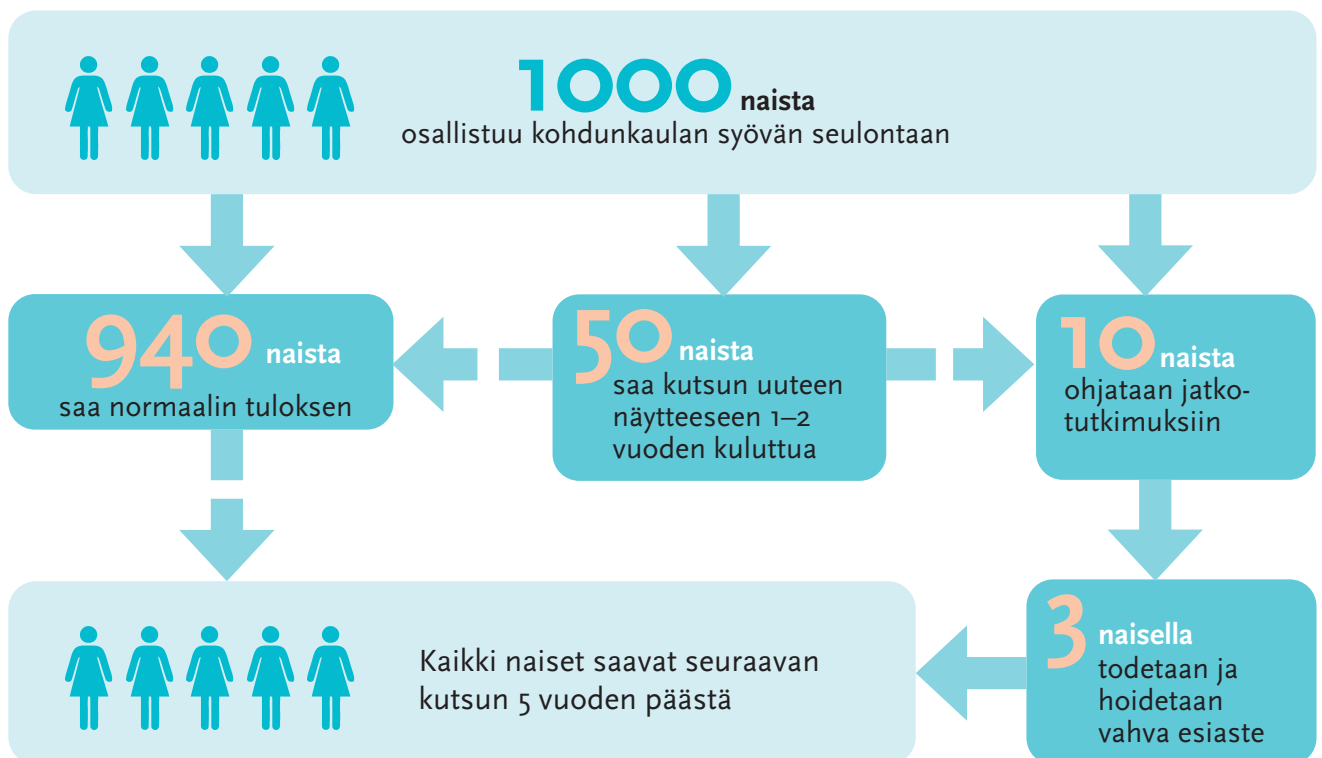 1000 naista
osallistuu kohdunkaulan syövän seulontaan
940 naista
saa normaalin tuloksen
50 naista
saa kutsun uuteen
näytteeseen 1–2
vuoden kuluttua
10 naista
ohjataan jatko-
tutkimuksiin
Kaikki naiset saavat seuraavan
kutsun 5 vuoden päästä
3 naisella
todetaan ja
hoidetaan
vahva esiaste